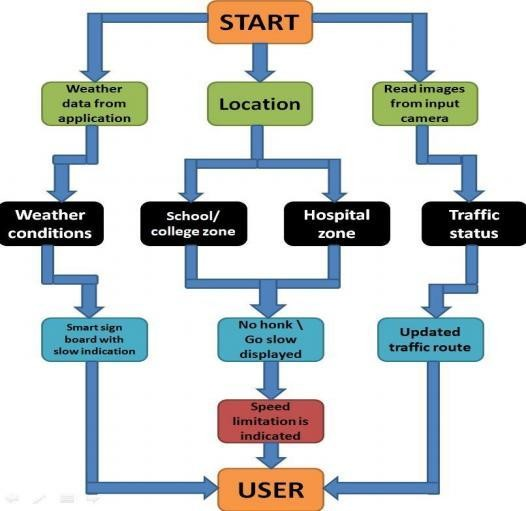 START
Weather
data from
application
Location
Read images
from input
camera
Weather
conditions
School/
college zone
Hospital
zone
Traffic
status
Smart sign
board with
slow indication
No honk \
Go slow
displayed
Updated
traffic route
Speed
limitation is
indicated
USER